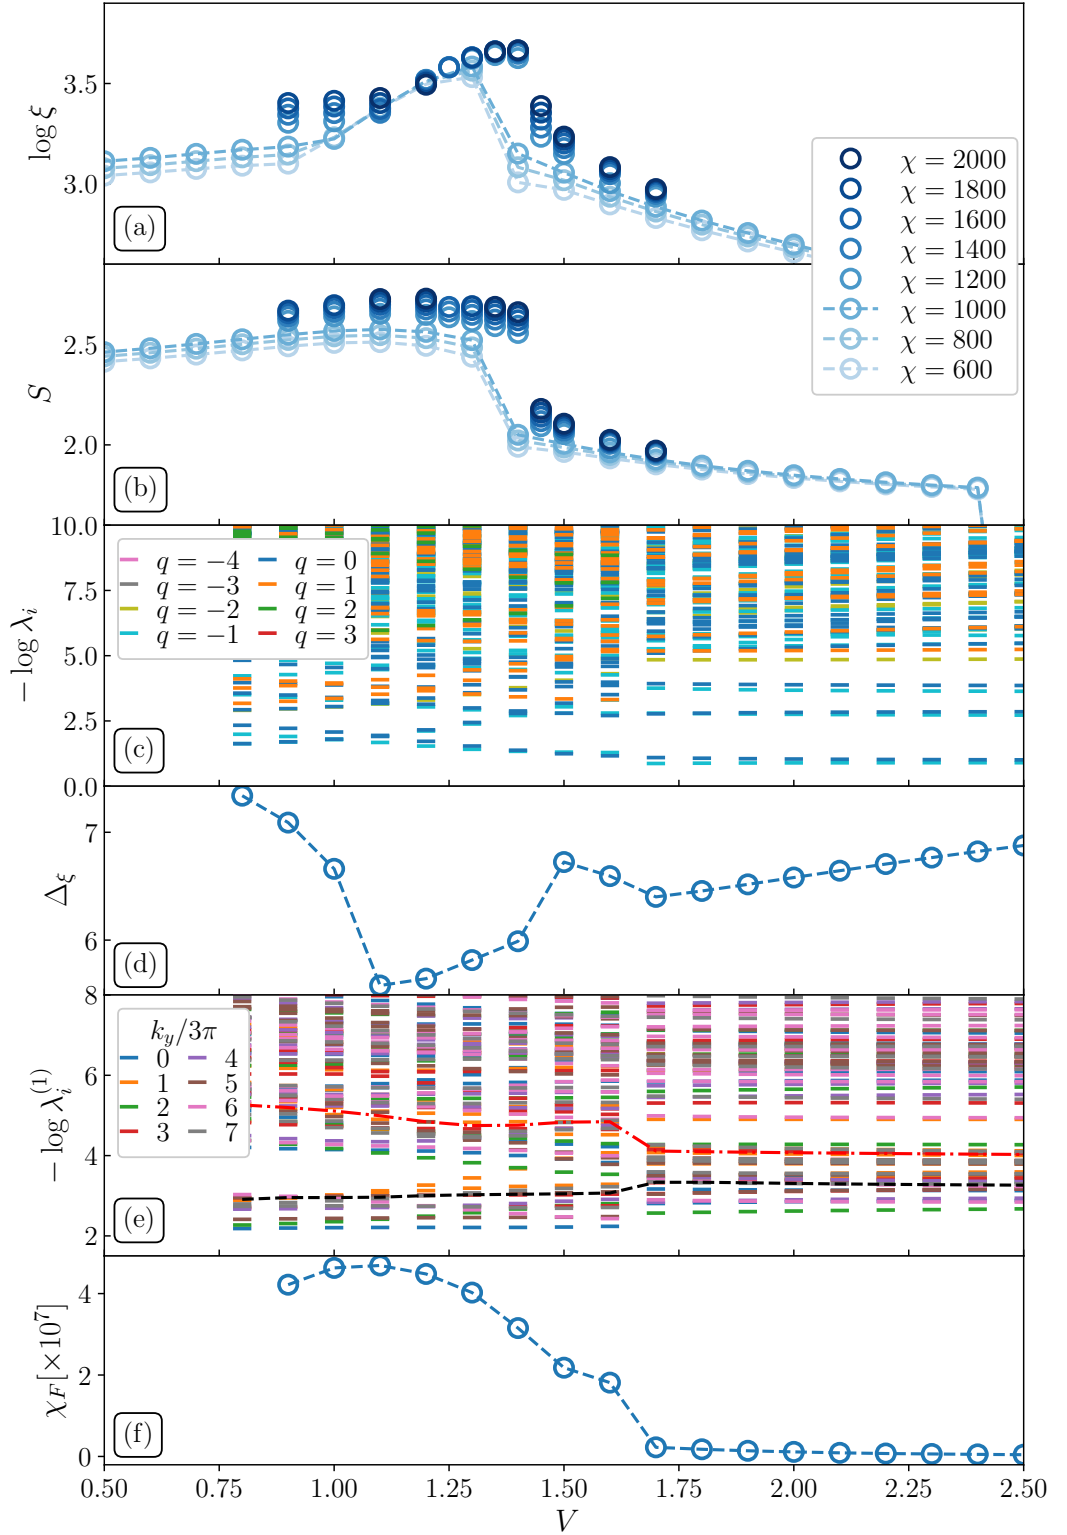 3.5
3.0
log ξ
(a)
χ = 2000
χ = 1800
χ = 1600
χ = 1400
χ = 1200
χ = 1000
χ = 800
χ = 600
2.5
2.0
S
(b)
10.0
7.5
5.0
2.5
0.0
− log λ_i
q = −4 q = 0
q = −3 q = 1
q = −2 q = 2
q = −1 q = 3
(c)
7
6
Δ_ξ
(d)
8
6
4
2
− log λ_i^(1)
k_y/3π
0 4
1 5
2 6
3 7
(e)
4
2
0
χ_F[×10^7]
(f)
0.50 0.75 1.00 1.25 1.50 1.75 2.00 2.25 2.50
V